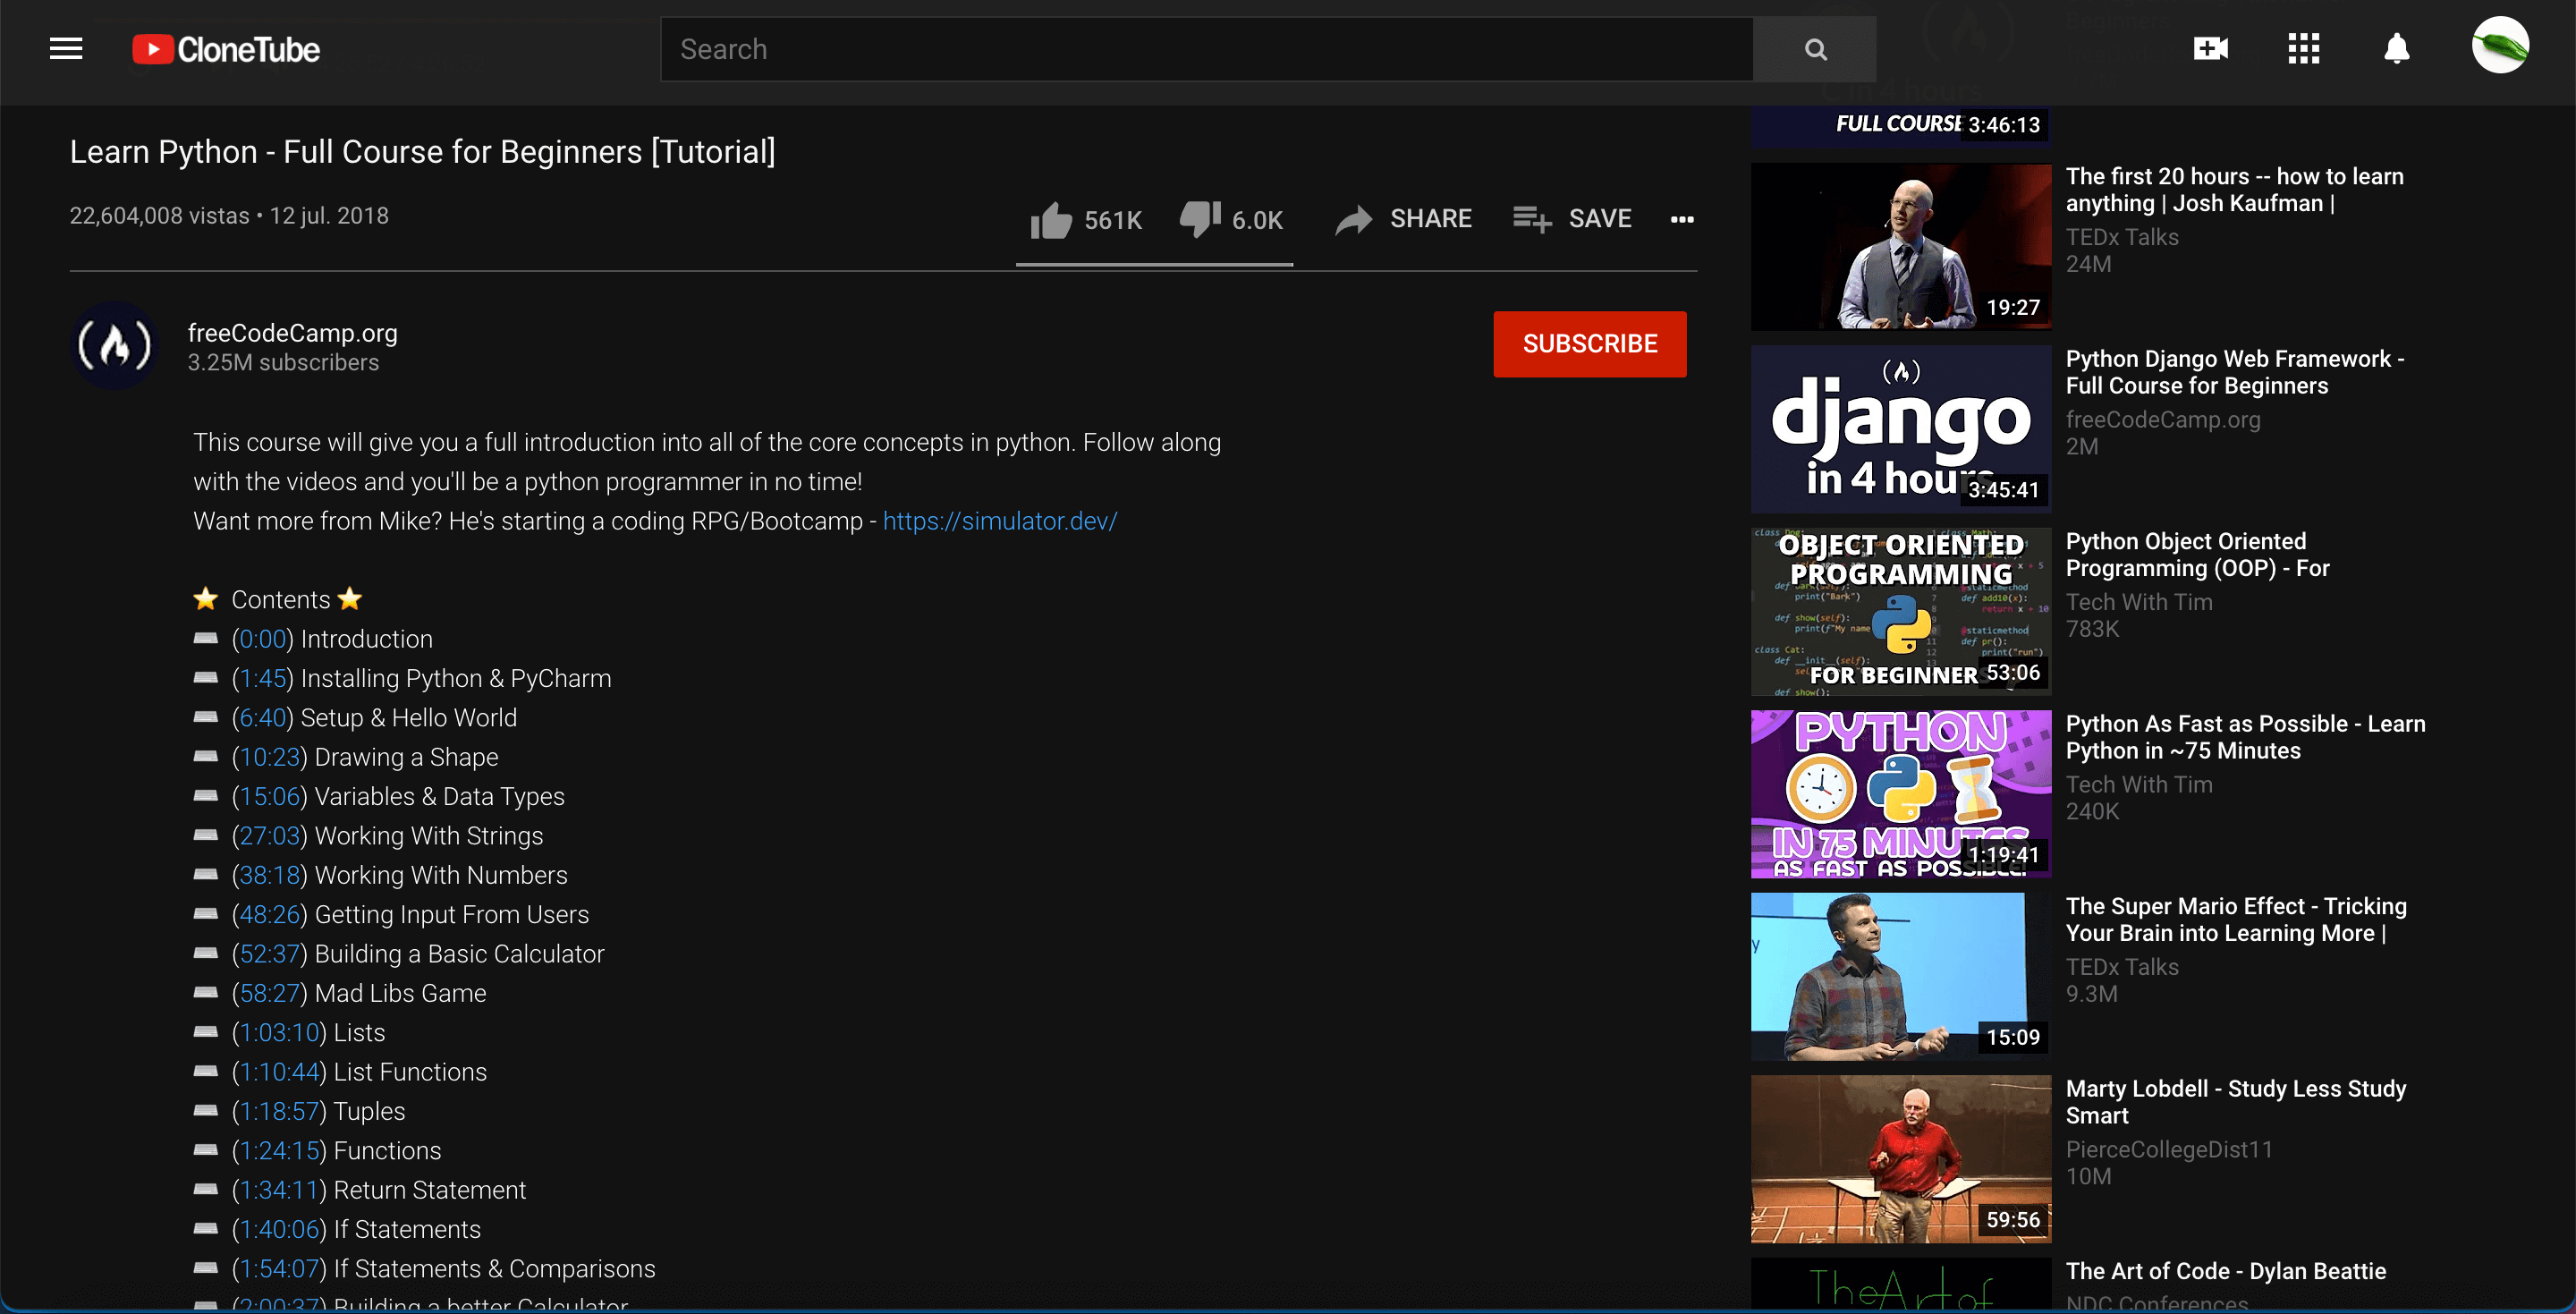 CloneTube
Search
Learn Python - Full Course for Beginners [Tutorial]
22,604,008 vistas • 12 jul. 2018
561K
6.0K
SHARE
SAVE
freeCodeCamp.org
3.25M subscribers
SUBSCRIBE
This course will give you a full introduction into all of the core concepts in python. Follow along
with the videos and you'll be a python programmer in no time!
Want more from Mike? He's starting a coding RPG/Bootcamp - https://simulator.dev/
⭐ Contents ⭐
⌨️ (0:00) Introduction
⌨️ (1:45) Installing Python & PyCharm
⌨️ (6:40) Setup & Hello World
⌨️ (10:23) Drawing a Shape
⌨️ (15:06) Variables & Data Types
⌨️ (27:03) Working With Strings
⌨️ (38:18) Working With Numbers
⌨️ (48:26) Getting Input From Users
⌨️ (52:37) Building a Basic Calculator
⌨️ (58:27) Mad Libs Game
⌨️ (1:03:10) Lists
⌨️ (1:10:44) List Functions
⌨️ (1:18:57) Tuples
⌨️ (1:24:15) Functions
⌨️ (1:34:11) Return Statement
⌨️ (1:40:06) If Statements
⌨️ (1:54:07) If Statements & Comparisons
⌨️ (2:00:37) Building a better Calculator
FULL COURSE
3:46:13
19:27
The first 20 hours -- how to learn
anything | Josh Kaufman |
TEDx Talks
24M
django
in 4 hours
3:45:41
Python Django Web Framework -
Full Course for Beginners
freeCodeCamp.org
2M
OBJECT ORIENTED
PROGRAMMING
FOR BEGINNER
53:06
Python Object Oriented
Programming (OOP) - For
Tech With Tim
783K
PYTHON
IN 75 MINUTES
AS FAST AS POSSIBLE!
1:19:41
Python As Fast as Possible - Learn
Python in ~75 Minutes
Tech With Tim
240K
15:09
The Super Mario Effect - Tricking
Your Brain into Learning More |
TEDx Talks
9.3M
59:56
Marty Lobdell - Study Less Study
Smart
PierceCollegeDist11
10M
The Art of
The Art of Code - Dylan Beattie
NDC Conferences